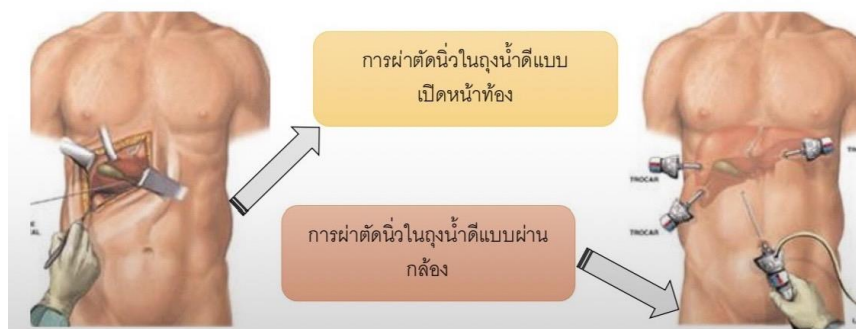 การผ่าตัดนิ่วในถุงน้ำดีแบบ
เปิดหน้าท้อง
TROCAR
การผ่าตัดนิ่วในถุงน้ำดีแบบผ่าน
กล้อง
TROCAR